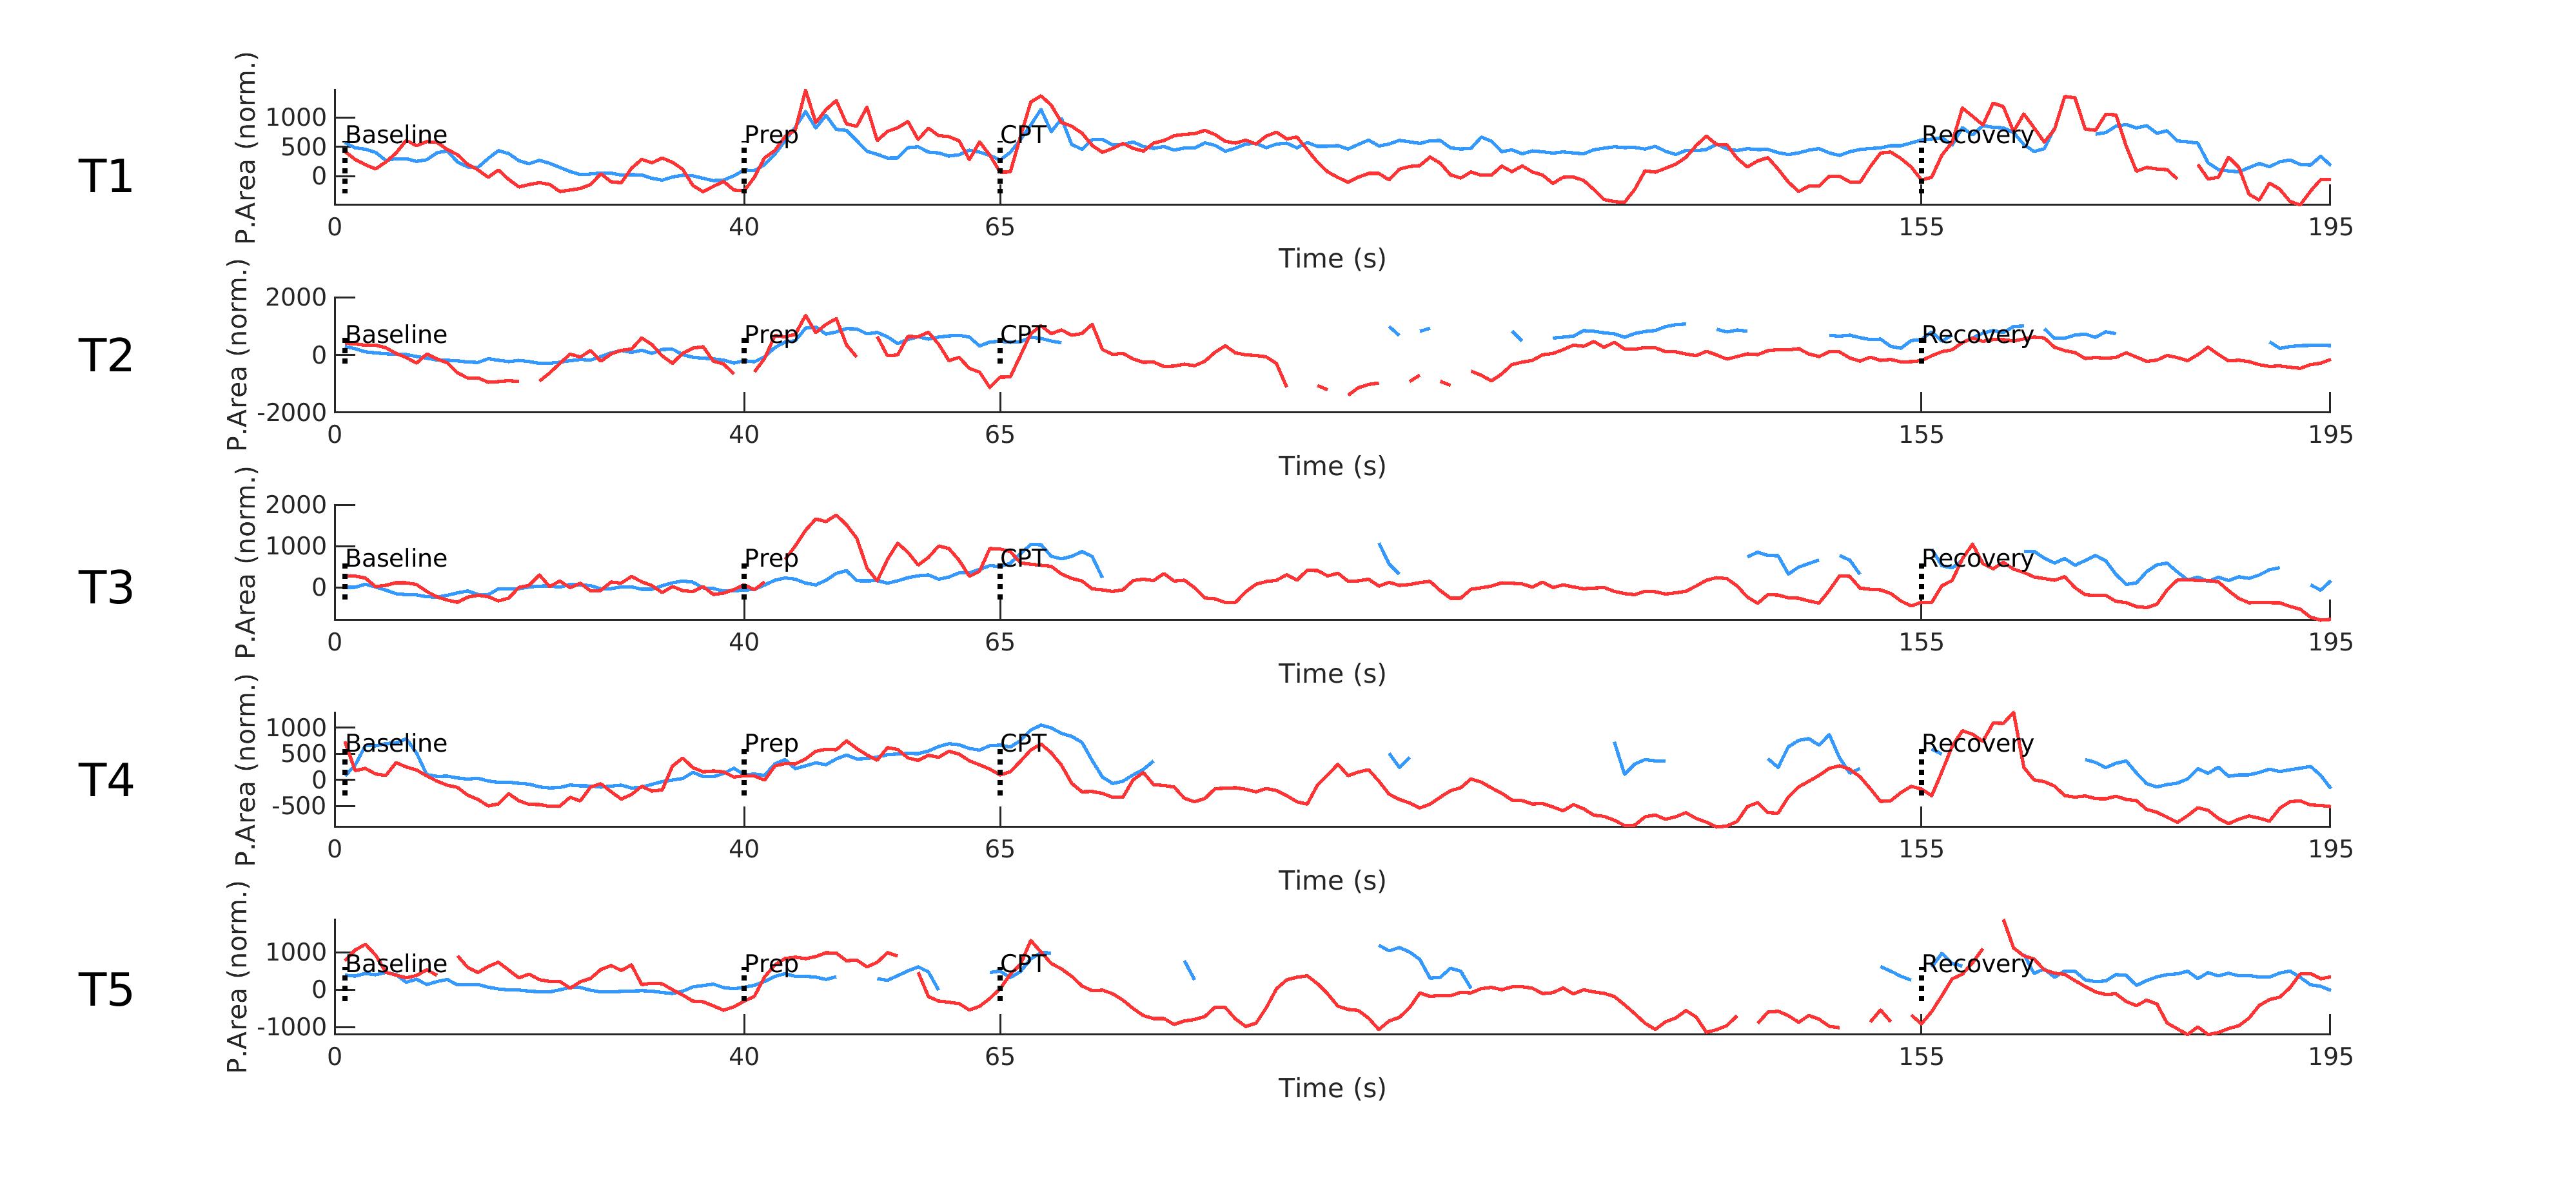 T1
P.Area (norm.)
1000
500
0
Baseline
Prep
CPT
Recovery
0 40 65 155 195
Time (s)
T2
P.Area (norm.)
2000
0
-2000
Baseline
Prep
CPT
Recovery
0 40 65 155 195
Time (s)
T3
P.Area (norm.)
2000
1000
0
Baseline
Prep
CPT
Recovery
0 40 65 155 195
Time (s)
T4
P.Area (norm.)
1000
500
0
-500
Baseline
Prep
CPT
Recovery
0 40 65 155 195
Time (s)
T5
P.Area (norm.)
1000
0
-1000
Baseline
Prep
CPT
Recovery
0 40 65 155 195
Time (s)